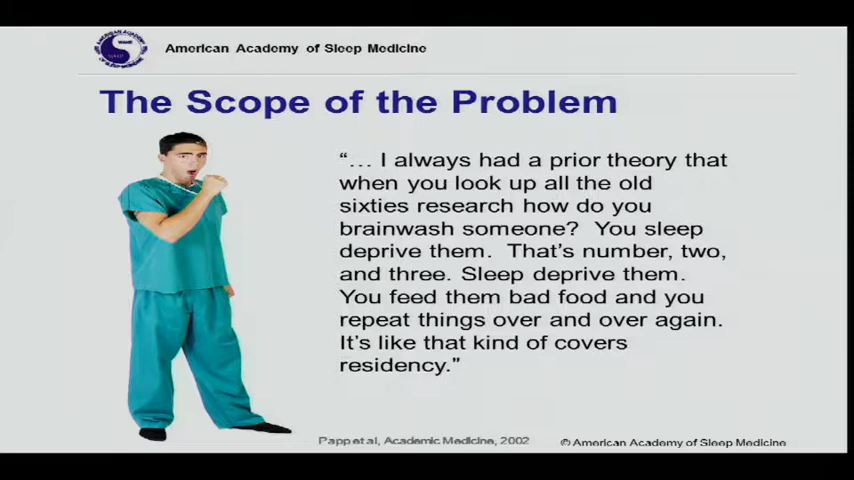 American Academy of Sleep Medicine
The Scope of the Problem
“… I always had a prior theory that
when you look up all the old
sixties research how do you
brainwash someone?  You sleep
deprive them.  That’s number, two,
and three. Sleep deprive them.
You feed them bad food and you
repeat things over and over again.
It’s like that kind of covers
residency.”
Papp et al, Academic Medicine, 2002
© American Academy of Sleep Medicine